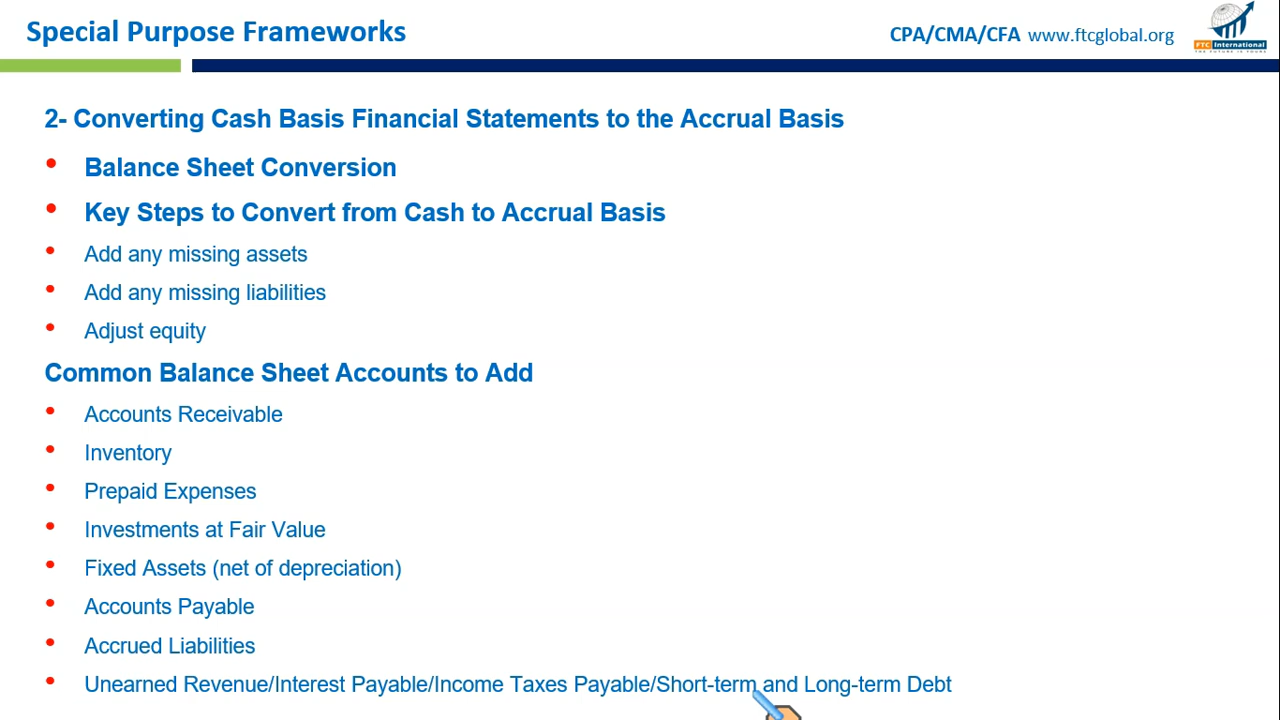 Special Purpose Frameworks
CPA/CMA/CFA www.ftcglobal.org
FTC International
2- Converting Cash Basis Financial Statements to the Accrual Basis
• Balance Sheet Conversion
• Key Steps to Convert from Cash to Accrual Basis
• Add any missing assets
• Add any missing liabilities
• Adjust equity
Common Balance Sheet Accounts to Add
• Accounts Receivable
• Inventory
• Prepaid Expenses
• Investments at Fair Value
• Fixed Assets (net of depreciation)
• Accounts Payable
• Accrued Liabilities
• Unearned Revenue/Interest Payable/Income Taxes Payable/Short-term and Long-term Debt